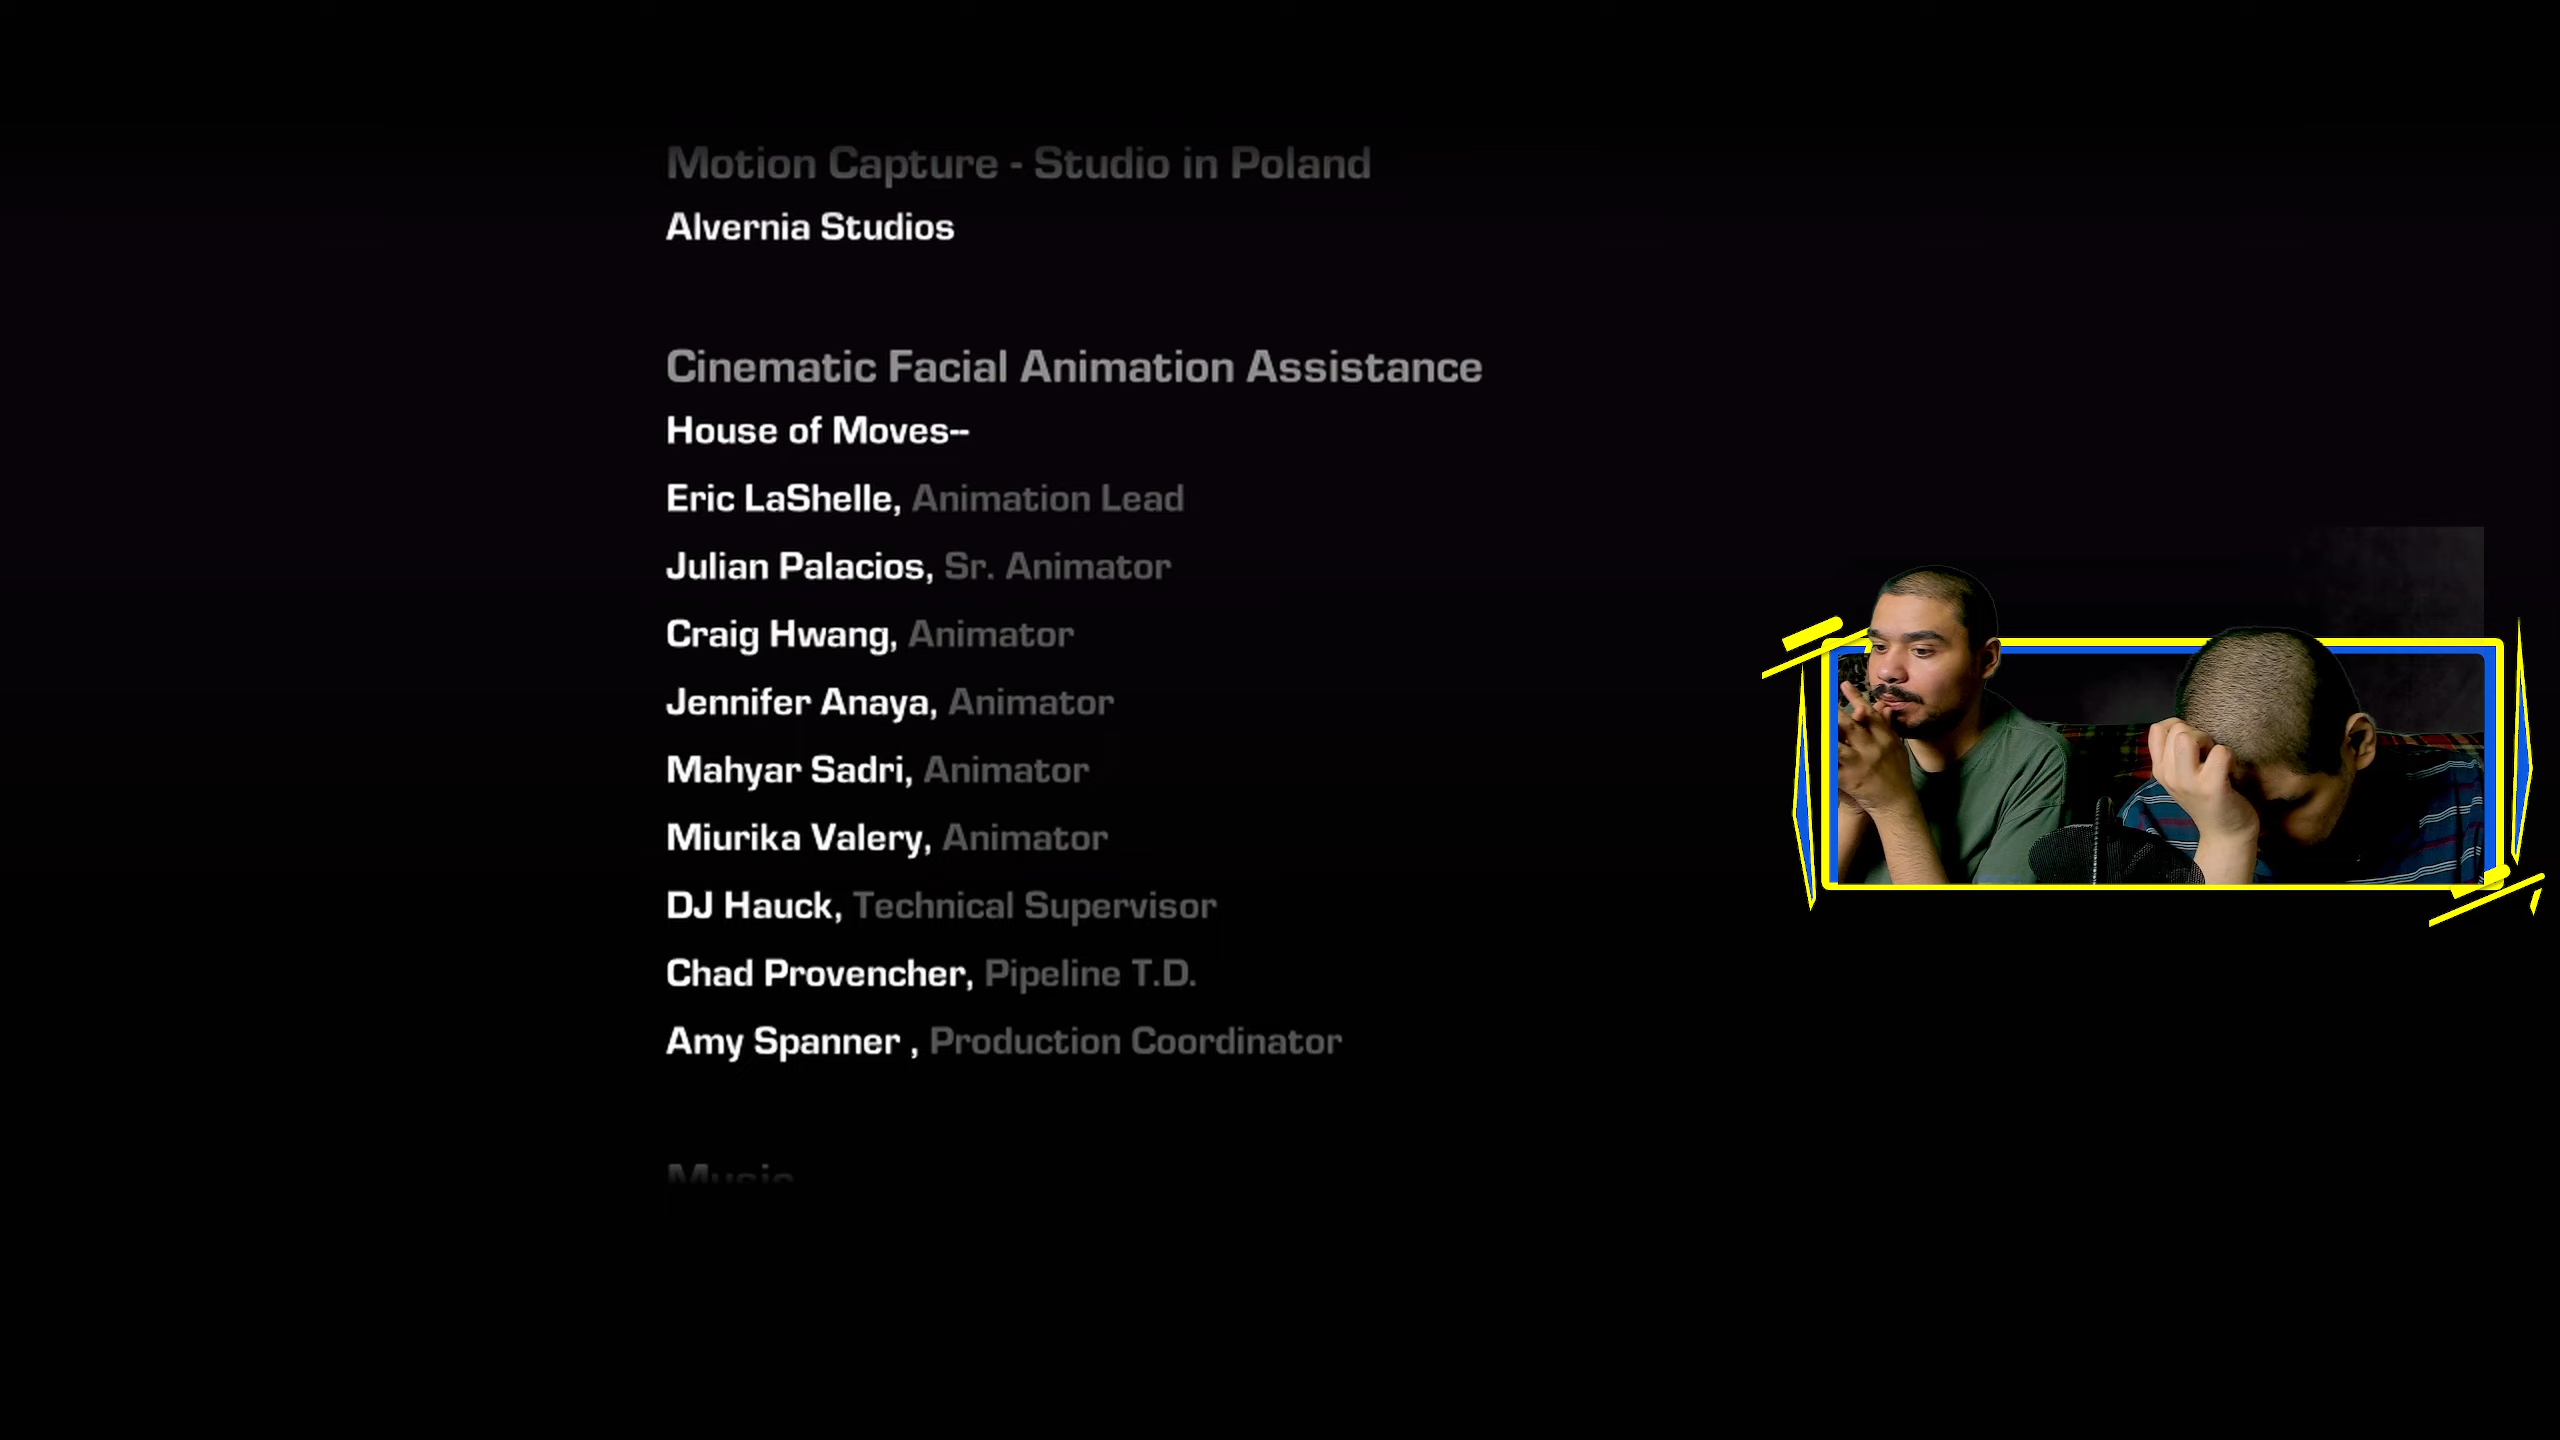 Motion Capture - Studio in Poland
Alvernia Studios
Cinematic Facial Animation Assistance
House of Moves--
Eric LaShelle, Animation Lead
Julian Palacios, Sr. Animator
Craig Hwang, Animator
Jennifer Anaya, Animator
Mahyar Sadri, Animator
Miurika Valery, Animator
DJ Hauck, Technical Supervisor
Chad Provencher, Pipeline T.D.
Amy Spanner , Production Coordinator
Music